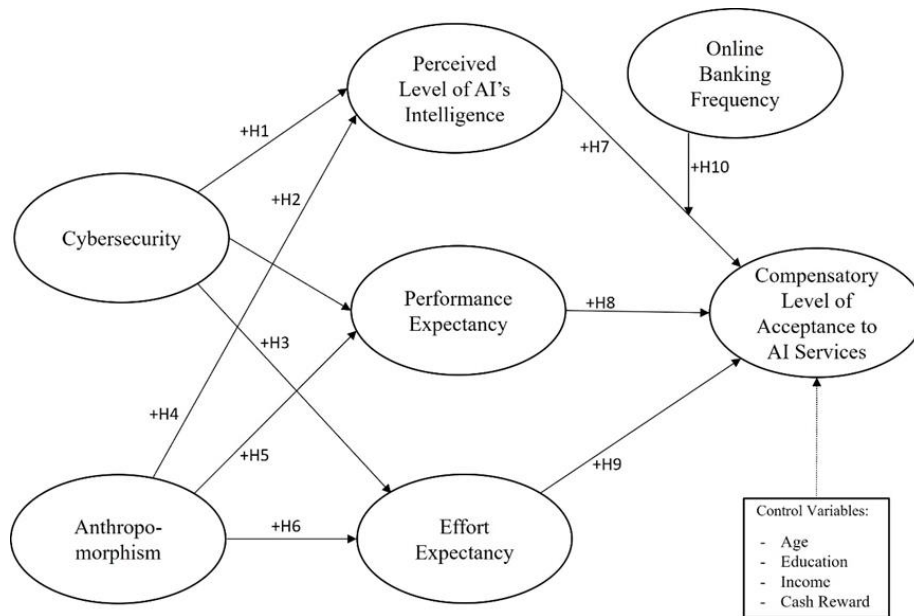 Perceived
Level of AI's
Intelligence
Online
Banking
Frequency
+H1
+H7
+H10
+H2
Cybersecurity
Performance
Expectancy
+H8
Compensatory
Level of
Acceptance to
AI Services
+H3
+H4
+H5
+H9
Anthropo-
morphism
+H6
Effort
Expectancy
Control Variables:
- Age
- Education
- Income
- Cash Reward